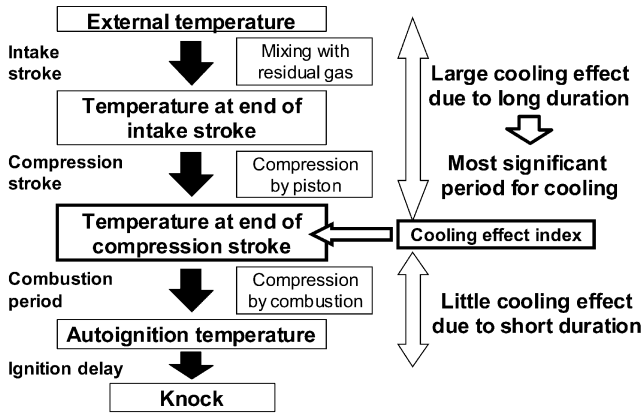 External temperature
Intake
stroke
Mixing with
residual gas
Large cooling effect
due to long duration
Temperature at end of
intake stroke
Compression
stroke
Compression
by piston
Most significant
period for cooling
Temperature at end of
compression stroke
Cooling effect index
Combustion
period
Compression
by combustion
Little cooling effect
due to short duration
Autoignition temperature
Ignition delay
Knock